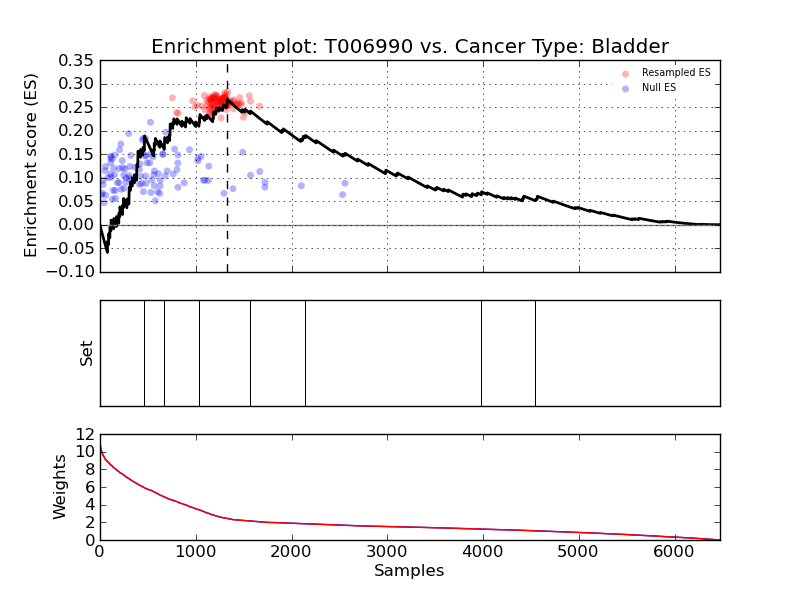 Enrichment plot: T006990 vs. Cancer Type: Bladder
Enrichment score (ES)
0.35
0.30
0.25
0.20
0.15
0.10
0.05
0.00
−0.05
−0.10
Resampled ES
Null ES
Set
Weights
12
10
8
6
4
2
0
0 1000 2000 3000 4000 5000 6000
Samples